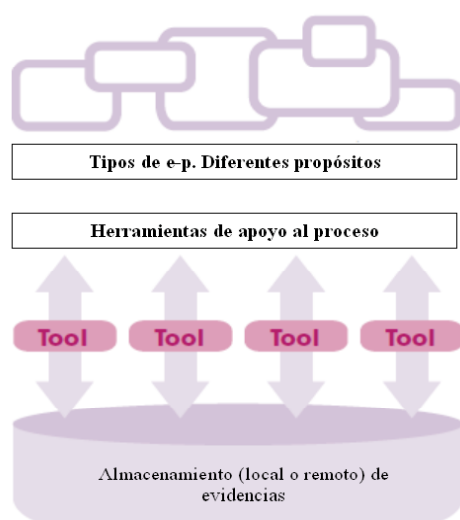 Tipos de e-p. Diferentes propósitos
Herramientas de apoyo al proceso
Tool Tool Tool Tool
Almacenamiento (local o remoto) de
evidencias